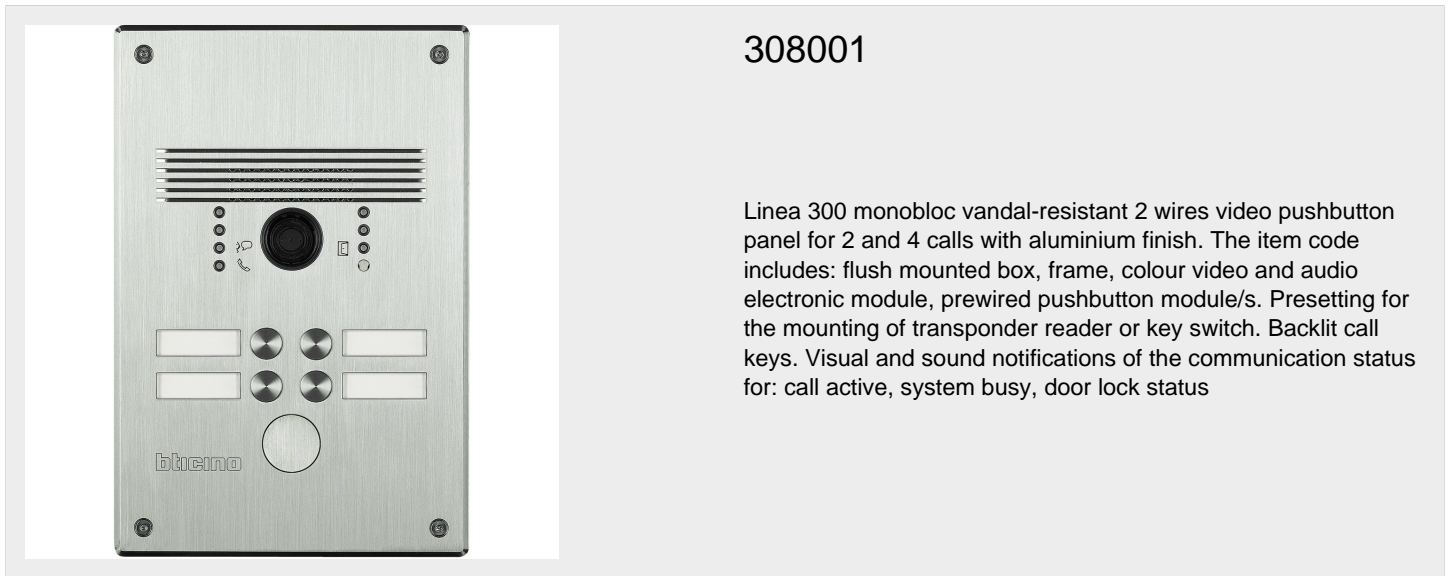 308001
Linea 300 monobloc vandal-resistant 2 wires video pushbutton
panel for 2 and 4 calls with aluminium finish. The item code
includes: flush mounted box, frame, colour video and audio
electronic module, prewired pushbutton module/s. Presetting for
the mounting of transponder reader or key switch. Backlit call
keys. Visual and sound notifications of the communication status
for: call active, system busy, door lock status
bticino